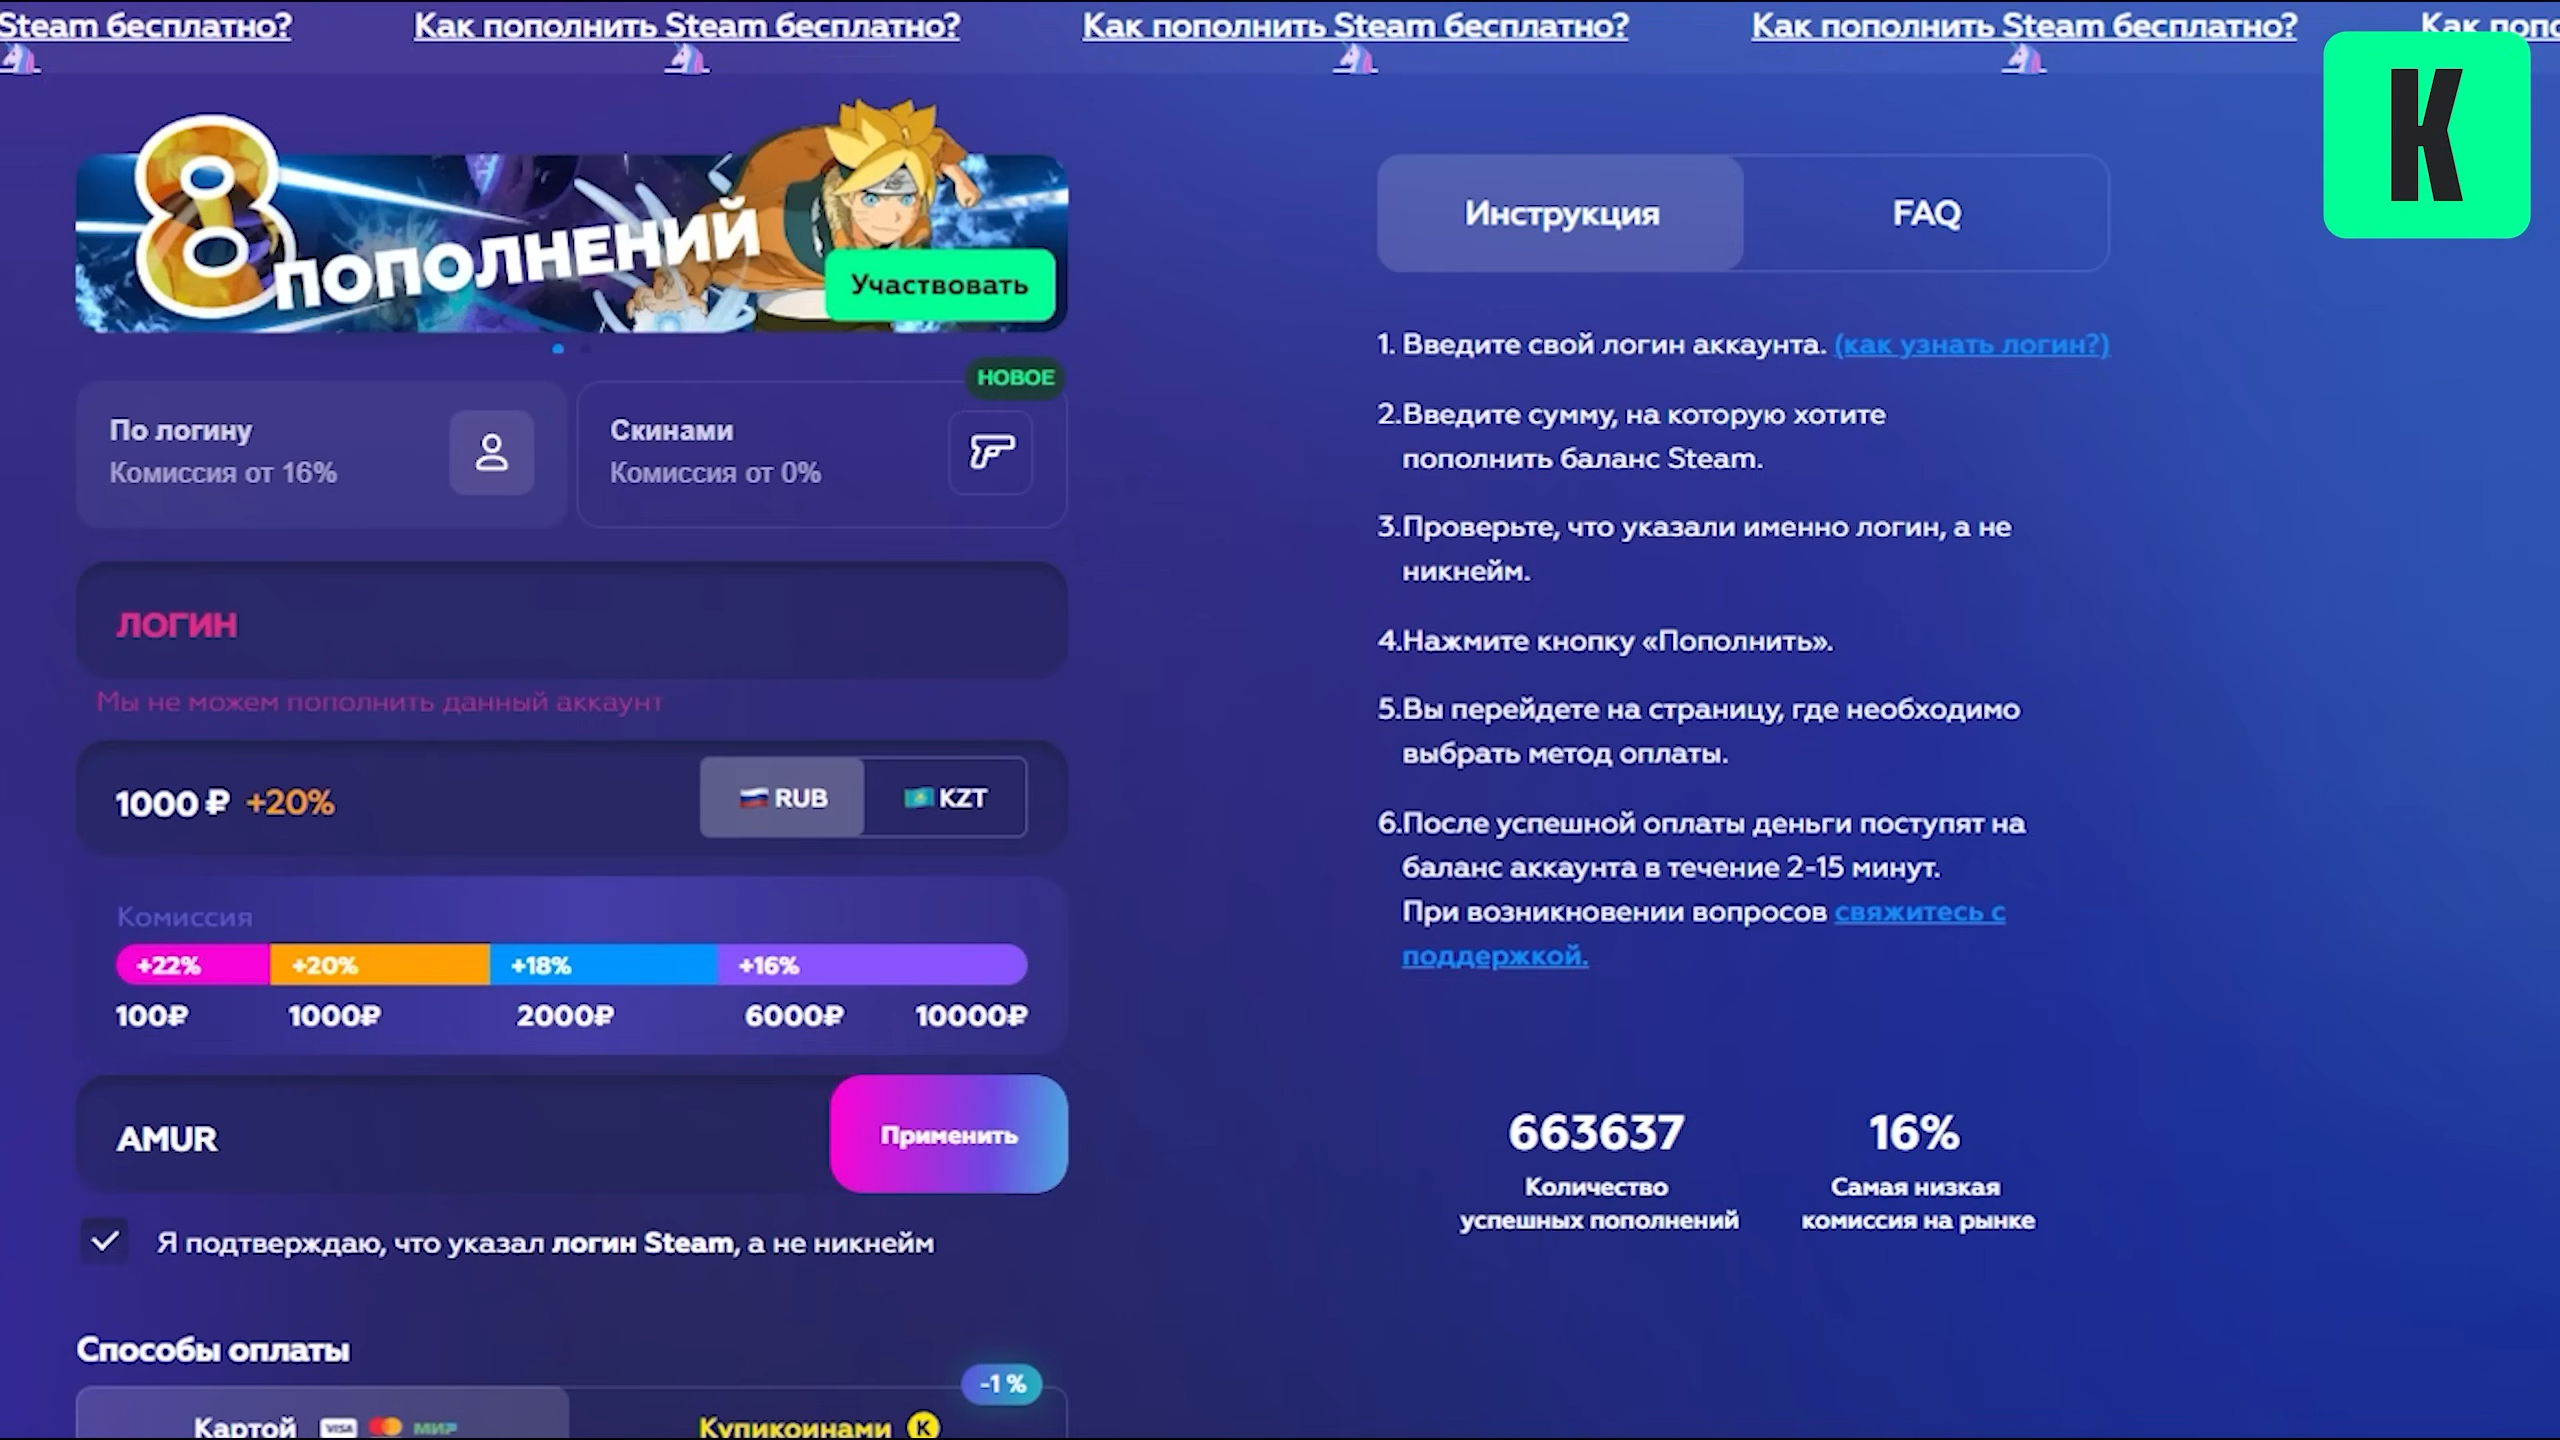 Steam бесплатно?
Как пополнить Steam бесплатно?
Как пополнить Steam бесплатно?
Как пополнить Steam бесплатно?
Как попо
K
8 ПОПОЛНЕНИЙ
Участвовать
По логину
Комиссия от 16%
НОВОЕ
Скинами
Комиссия от 0%
ЛОГИН
Мы не можем пополнить данный аккаунт
1000 ₽ +20%
RUB
KZT
Комиссия
+22% +20% +18% +16%
100₽ 1000₽ 2000₽ 6000₽ 10000₽
AMUR
Применить
Я подтверждаю, что указал логин Steam, а не никнейм
Способы оплаты
-1 %
Картой VISA МИР
Купикоинами K
Инструкция
FAQ
1. Введите свой логин аккаунта. (как узнать логин?)
2.Введите сумму, на которую хотите
пополнить баланс Steam.
3.Проверьте, что указали именно логин, а не
никнейм.
4.Нажмите кнопку «Пополнить».
5.Вы перейдете на страницу, где необходимо
выбрать метод оплаты.
6.После успешной оплаты деньги поступят на
баланс аккаунта в течение 2-15 минут.
При возникновении вопросов свяжитесь с
поддержкой.
663637
Количество
успешных пополнений
16%
Самая низкая
комиссия на рынке